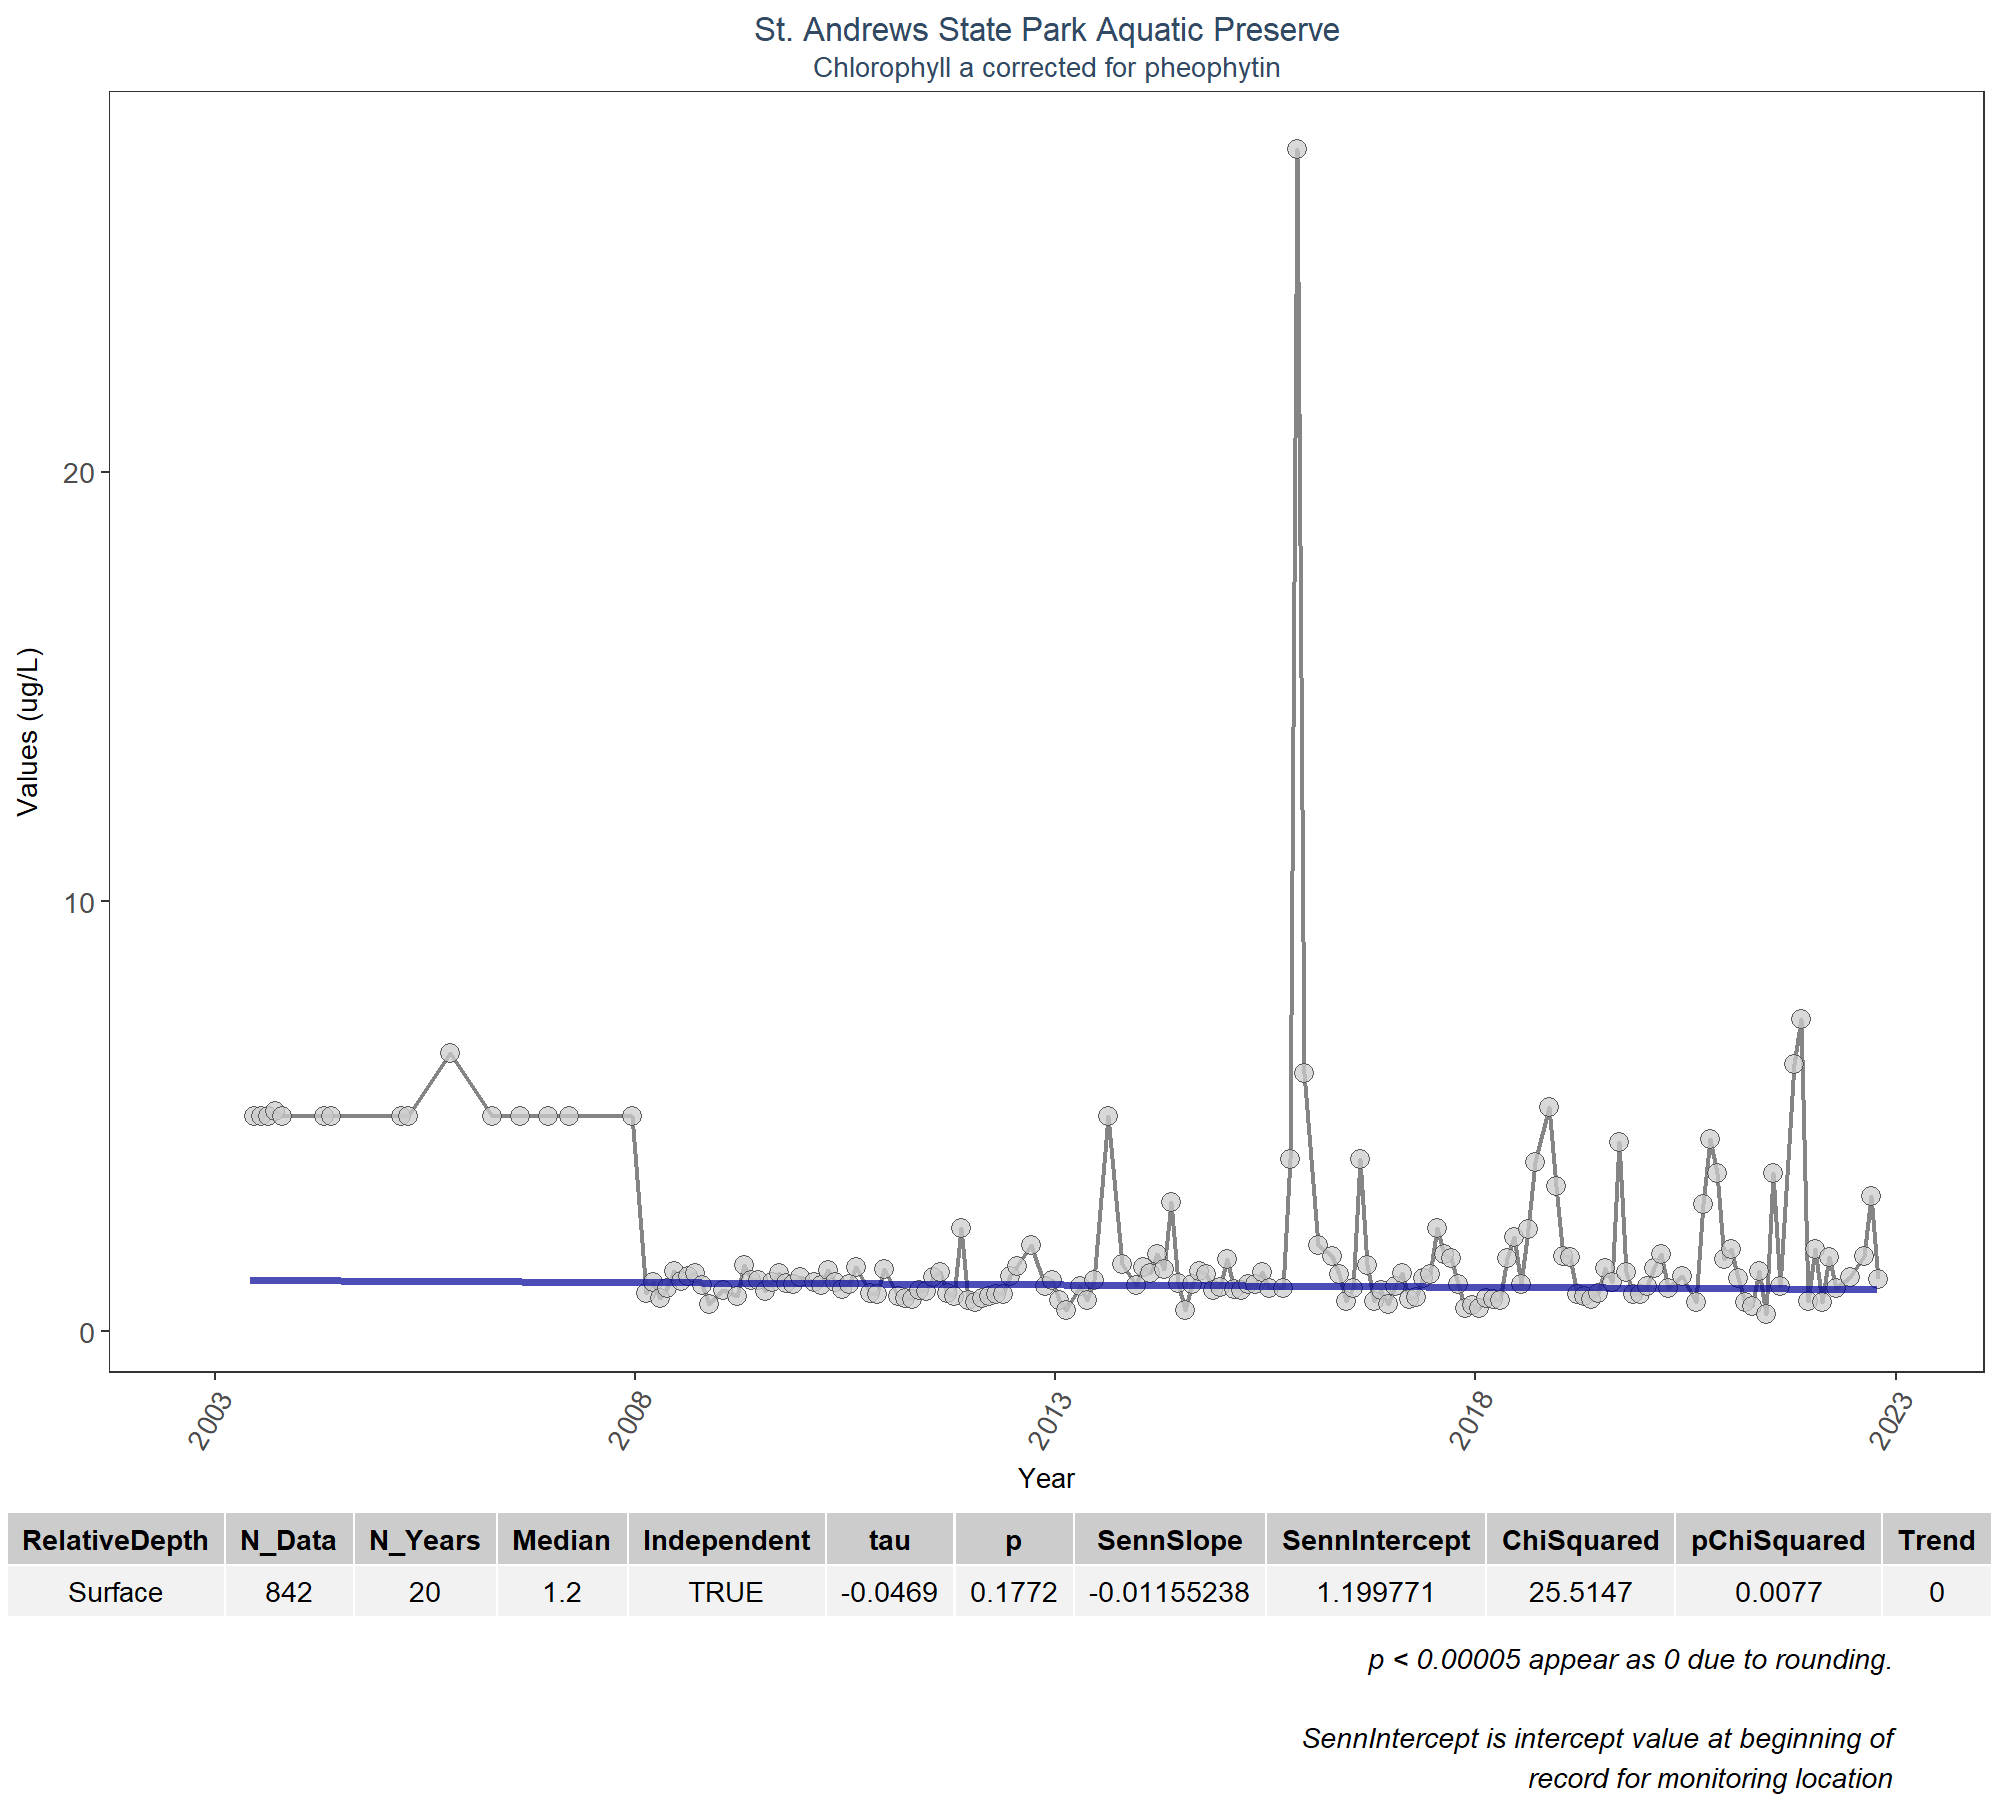 St. Andrews State Park Aquatic Preserve
Chlorophyll a corrected for pheophytin
Values (ug/L)
20
10
0
2003 2008 2013 2018 2023
Year
RelativeDepth N_Data N_Years Median Independent tau p SennSlope SennIntercept ChiSquared pChiSquared Trend
Surface 842 20 1.2 TRUE -0.0469 0.1772 -0.01155238 1.199771 25.5147 0.0077 0
p < 0.00005 appear as 0 due to rounding.
SennIntercept is intercept value at beginning of
record for monitoring location